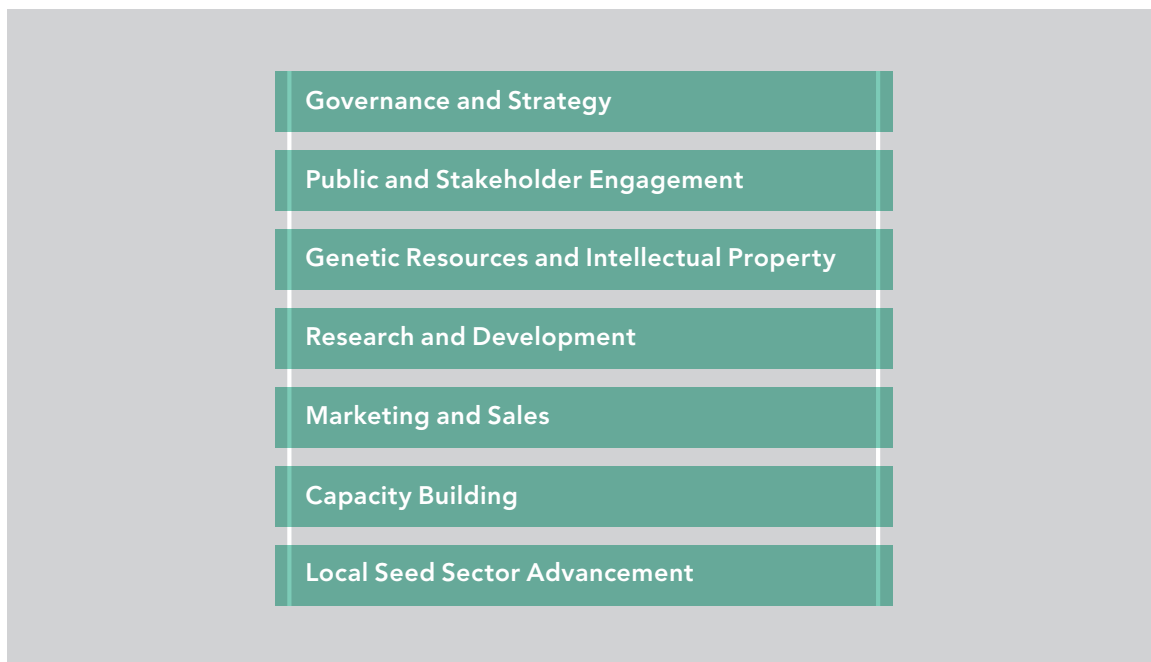 Governance and Strategy
Public and Stakeholder Engagement
Genetic Resources and Intellectual Property
Research and Development
Marketing and Sales
Capacity Building
Local Seed Sector Advancement